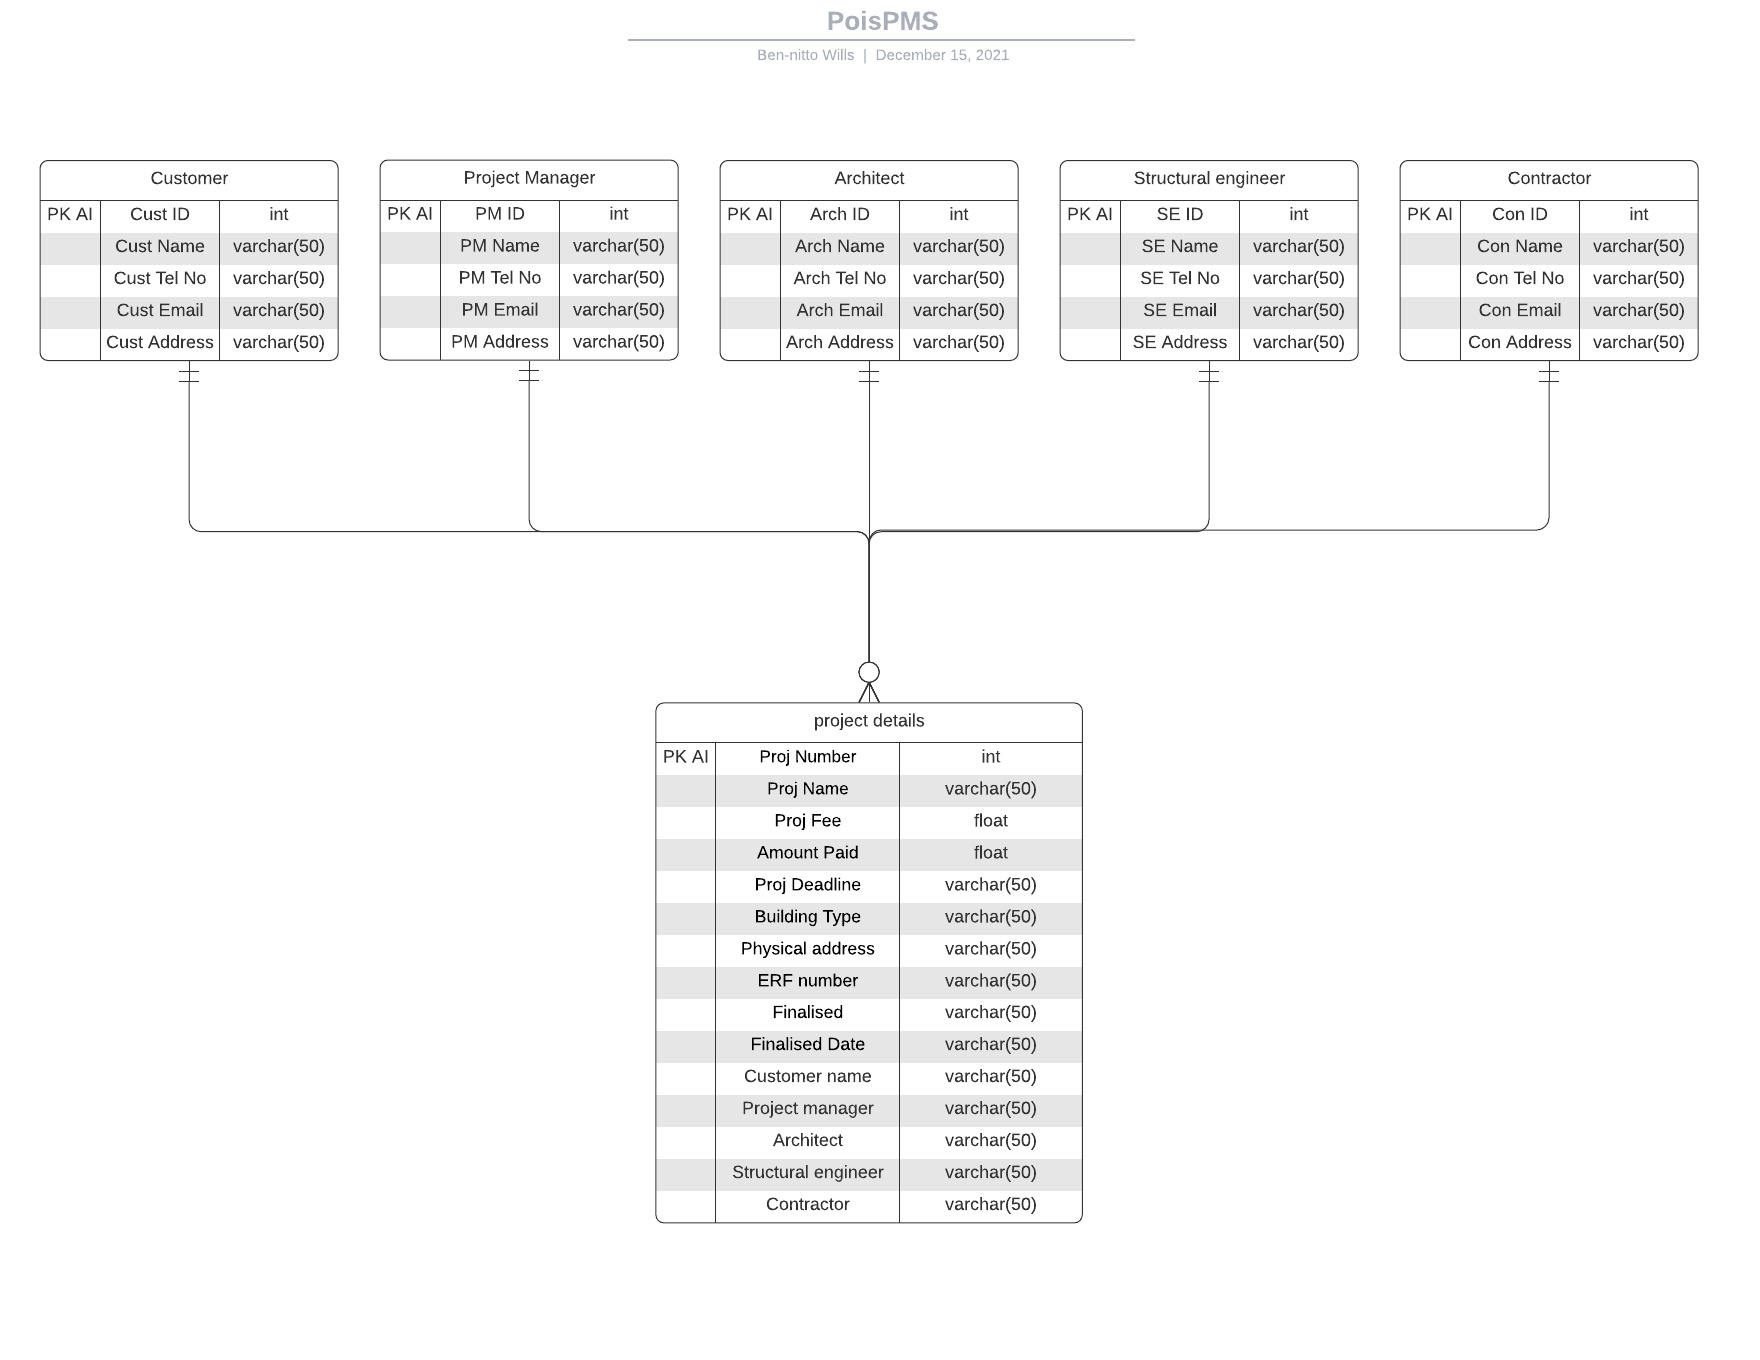 PoisPMS
Ben-nitto Wills | December 15, 2021
Customer
PK AI Cust ID int
Cust Name varchar(50)
Cust Tel No varchar(50)
Cust Email varchar(50)
Cust Address varchar(50)
Project Manager
PK AI PM ID int
PM Name varchar(50)
PM Tel No varchar(50)
PM Email varchar(50)
PM Address varchar(50)
Architect
PK AI Arch ID int
Arch Name varchar(50)
Arch Tel No varchar(50)
Arch Email varchar(50)
Arch Address varchar(50)
Structural engineer
PK AI SE ID int
SE Name varchar(50)
SE Tel No varchar(50)
SE Email varchar(50)
SE Address varchar(50)
Contractor
PK AI Con ID int
Con Name varchar(50)
Con Tel No varchar(50)
Con Email varchar(50)
Con Address varchar(50)
project details
PK AI Proj Number int
Proj Name varchar(50)
Proj Fee float
Amount Paid float
Proj Deadline varchar(50)
Building Type varchar(50)
Physical address varchar(50)
ERF number varchar(50)
Finalised varchar(50)
Finalised Date varchar(50)
Customer name varchar(50)
Project manager varchar(50)
Architect varchar(50)
Structural engineer varchar(50)
Contractor varchar(50)